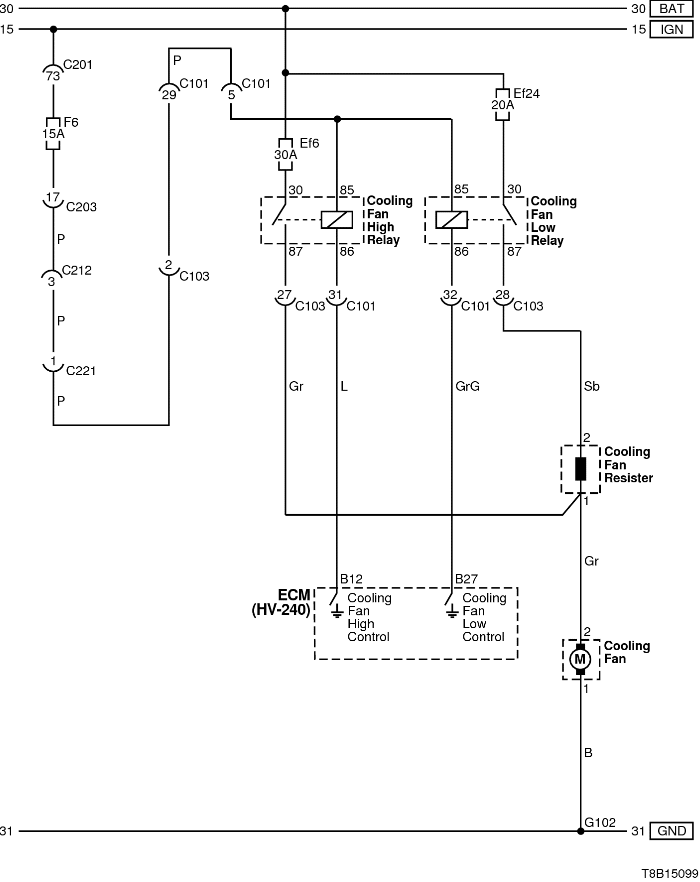 30 30 BAT
15 15 IGN
C201
73
P
C101
29
C101
5
F6
15A
Ef24
20A
Ef6
30A
17
C203
30 85
Cooling
Fan
High
Relay
87 86
85 30
Cooling
Fan
Low
Relay
86 87
P
C212
3
2
C103
27
C103
31
C101
32
C101
28
C103
P
1
C221
P
Gr
L
GrG
Sb
2
Cooling
Fan
Resister
1
Gr
ECM
(HV-240)
B12
Cooling
Fan
High
Control
B27
Cooling
Fan
Low
Control
2
Cooling
Fan
M
1
B
G102
31 31 GND
T8B15099